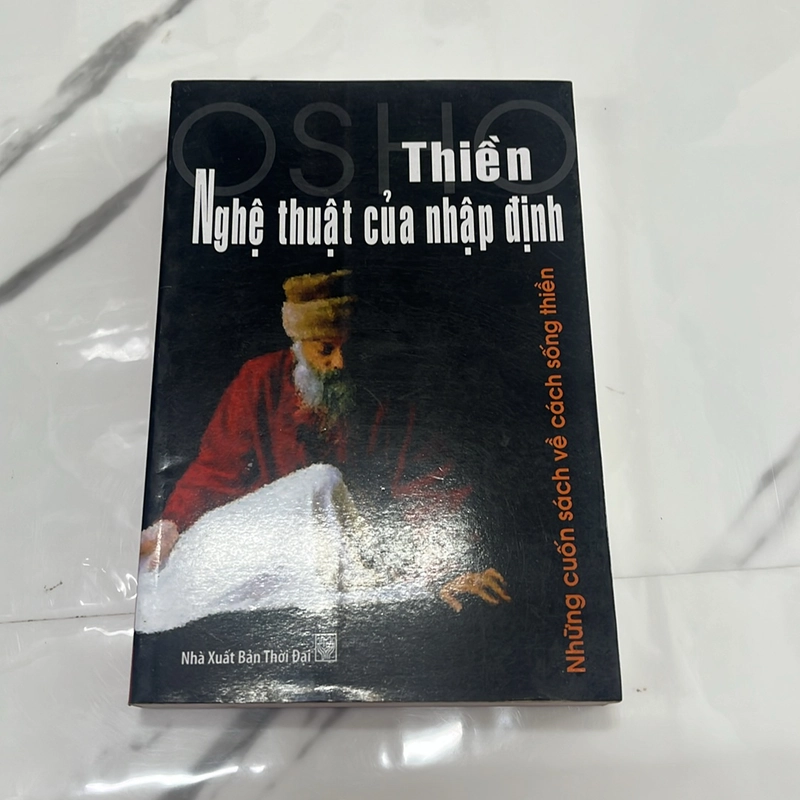 OSHO
Thiền
Nghệ thuật của nhập định
Những cuốn sách về cách sống thiền
Nhà Xuất Bản Thời Đại